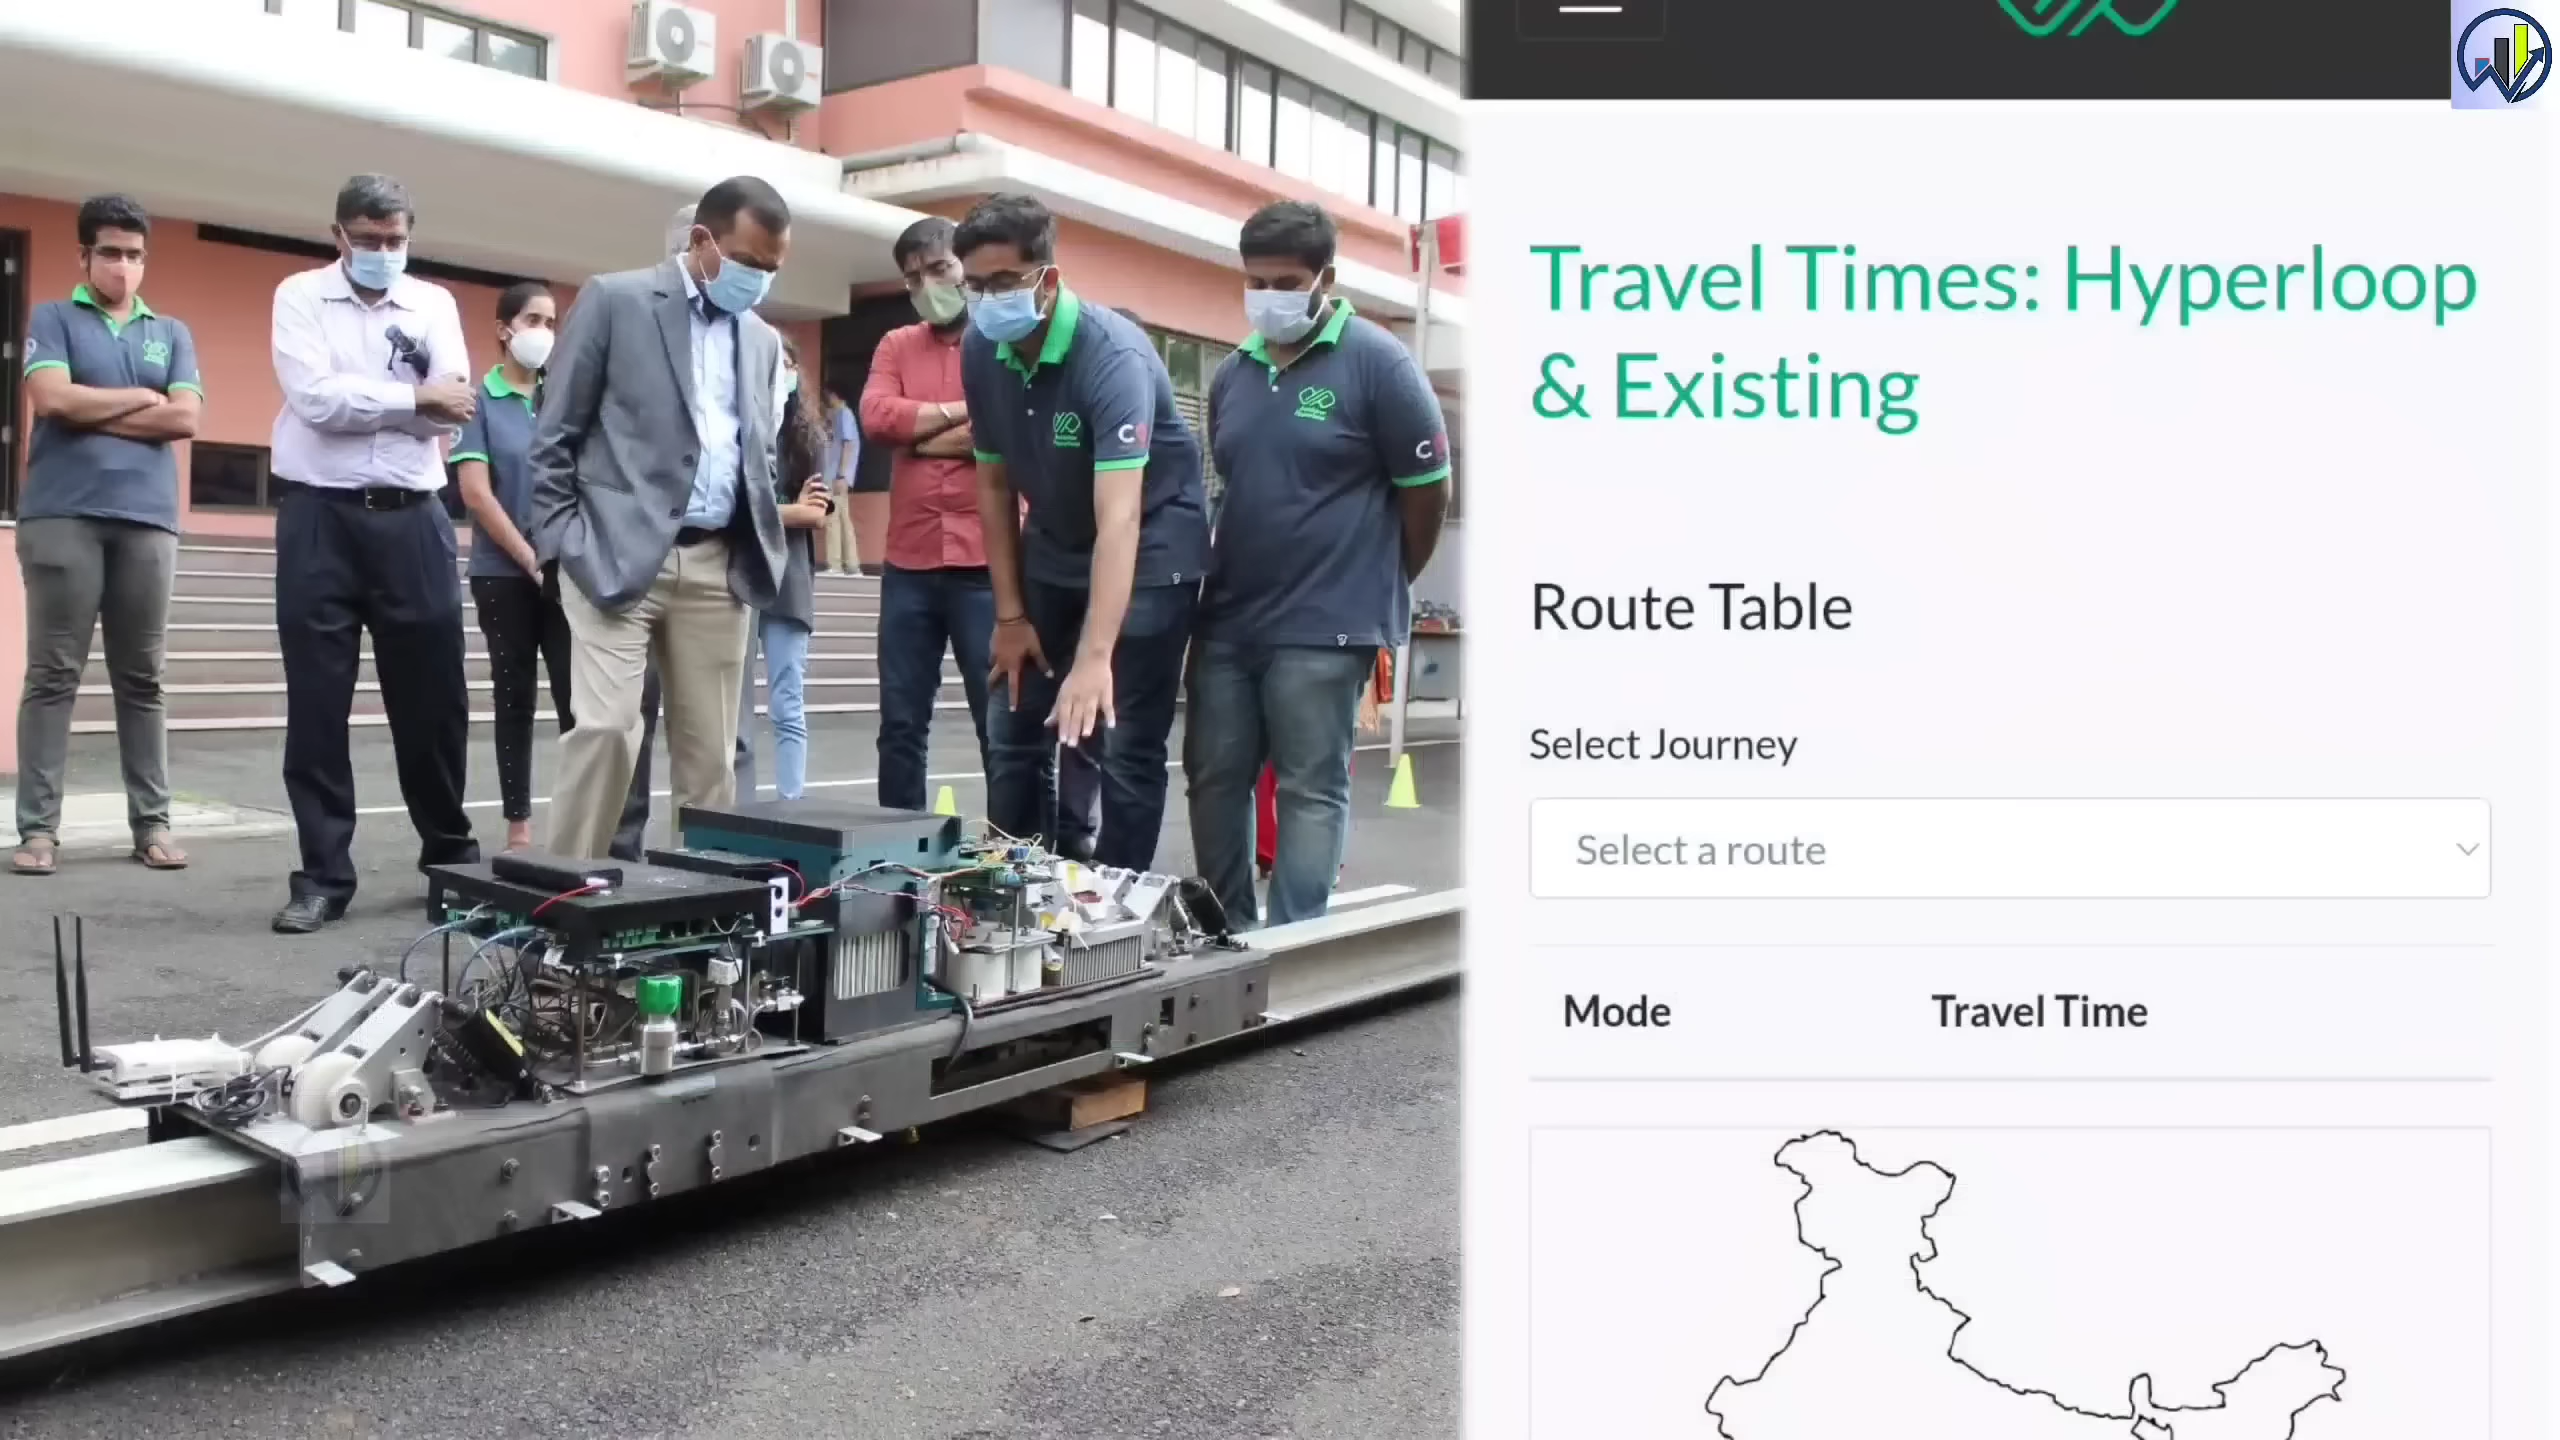 Travel Times: Hyperloop
& Existing
Route Table
Select Journey
Select a route
Mode
Travel Time